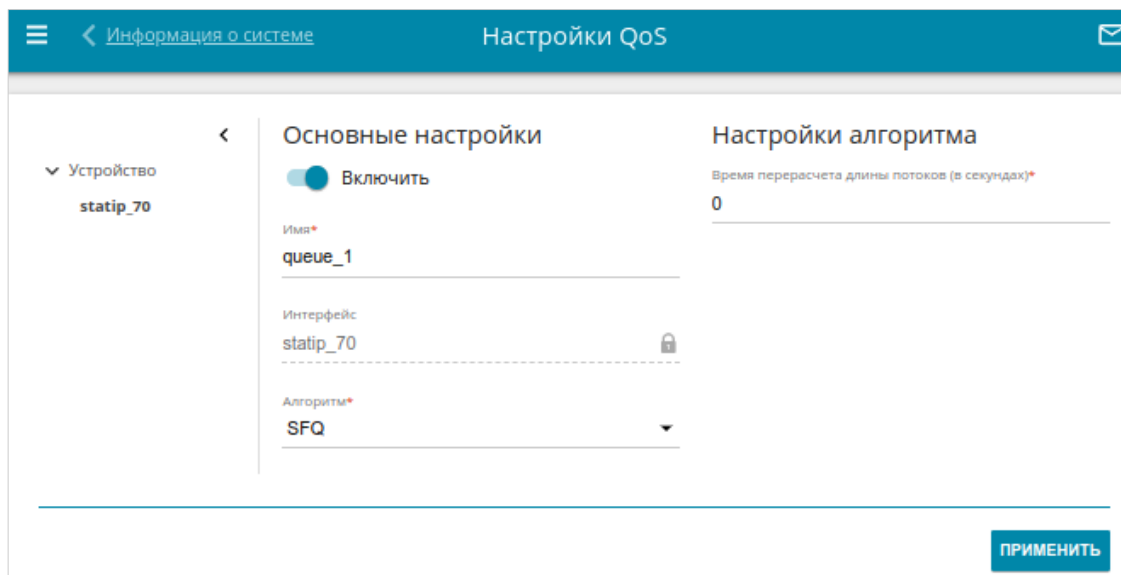 Информация о системе
Настройки QoS
Устройство
statip_70
Основные настройки
Включить
Имя*
queue_1
Интерфейс
statip_70
Алгоритм*
SFQ
Настройки алгоритма
Время перерасчета длины потоков (в секундах)*
0
ПРИМЕНИТЬ